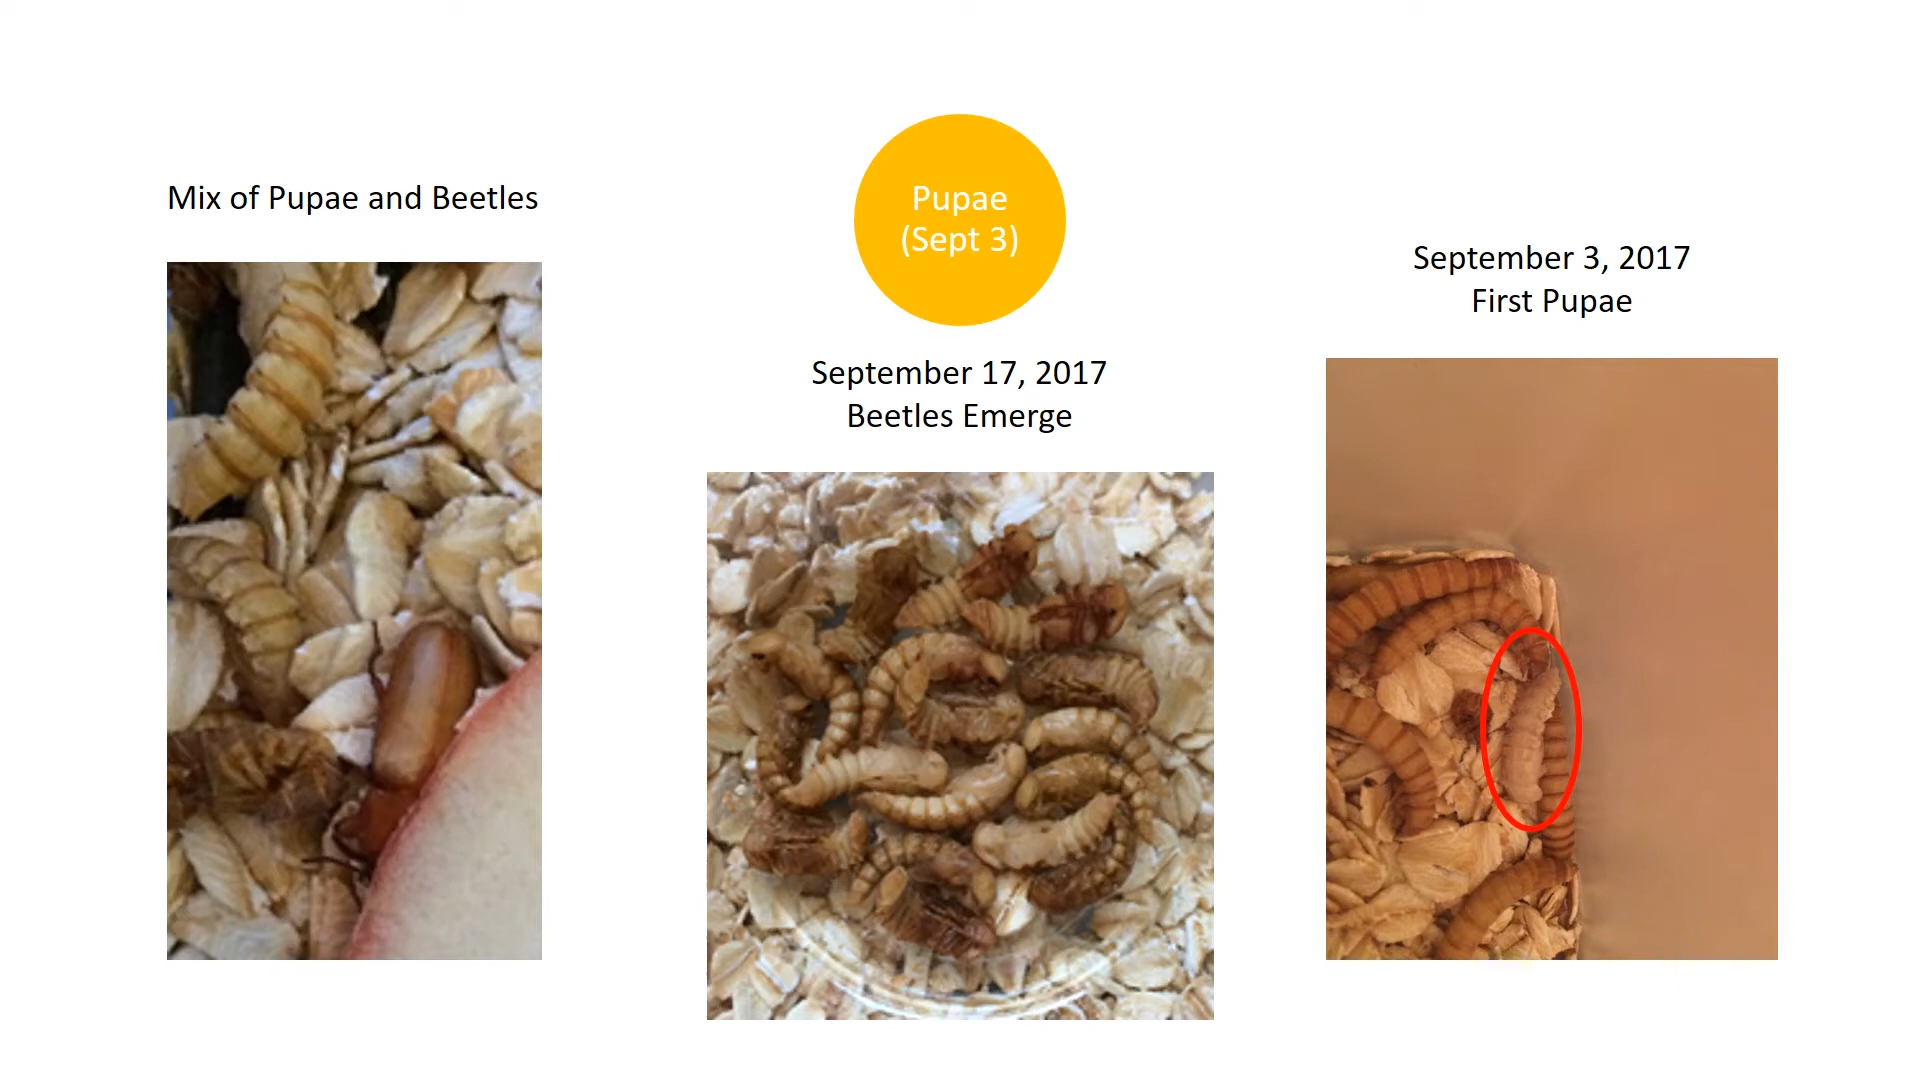 Mix of Pupae and Beetles
Pupae
(Sept 3)
September 17, 2017
Beetles Emerge
September 3, 2017
First Pupae